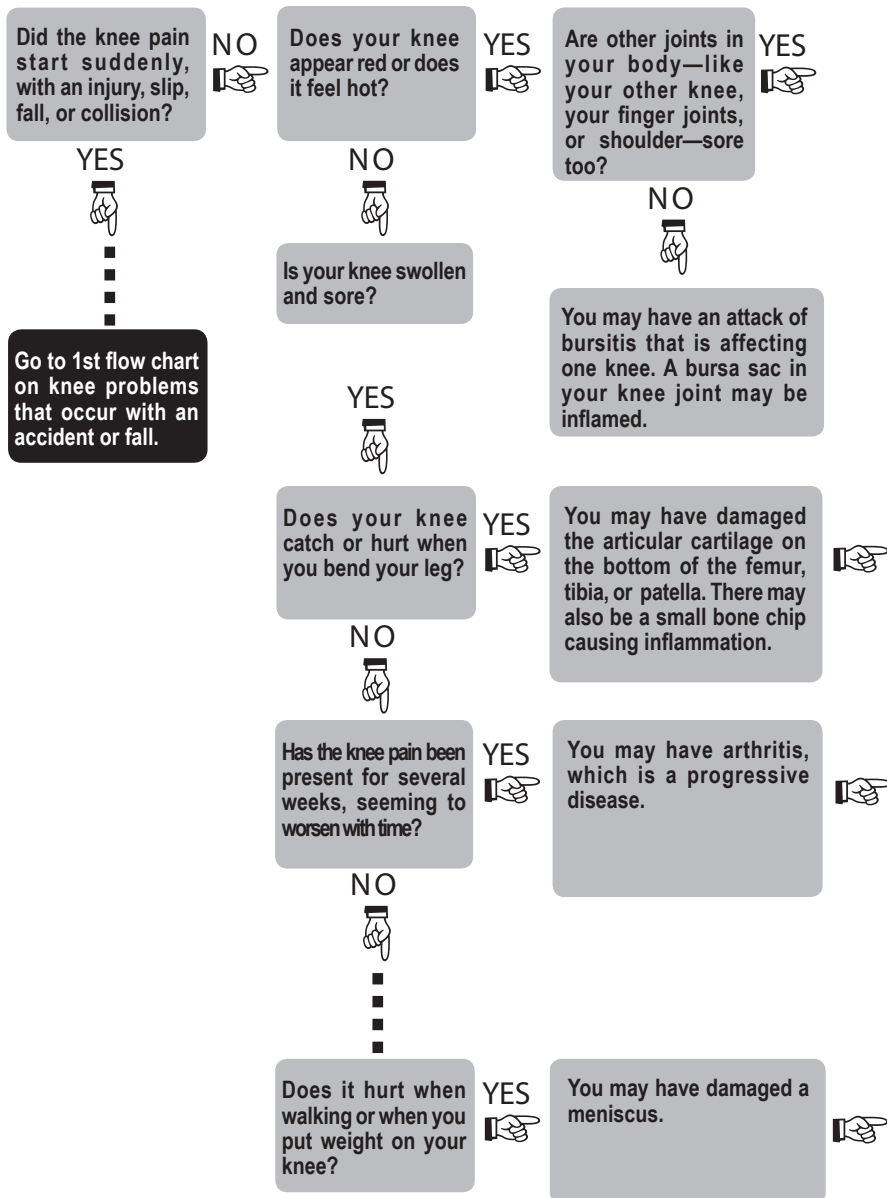 Did the knee pain
start suddenly,
with an injury, slip,
fall, or collision?
NO
Does your knee
appear red or does
it feel hot?
YES
Are other joints in
your body—like
your other knee,
your finger joints,
or shoulder—sore
too?
YES
YES
NO
NO
Go to 1st flow chart
on knee problems
that occur with an
accident or fall.
Is your knee swollen
and sore?
You may have an attack of
bursitis that is affecting
one knee. A bursa sac in
your knee joint may be
inflamed.
YES
Does your knee
catch or hurt when
you bend your leg?
YES
You may have damaged
the articular cartilage on
the bottom of the femur,
tibia, or patella. There may
also be a small bone chip
causing inflammation.
NO
Has the knee pain been
present for several
weeks, seeming to
worsen with time?
YES
You may have arthritis,
which is a progressive
disease.
NO
Does it hurt when
walking or when you
put weight on your
knee?
YES
You may have damaged a
meniscus.